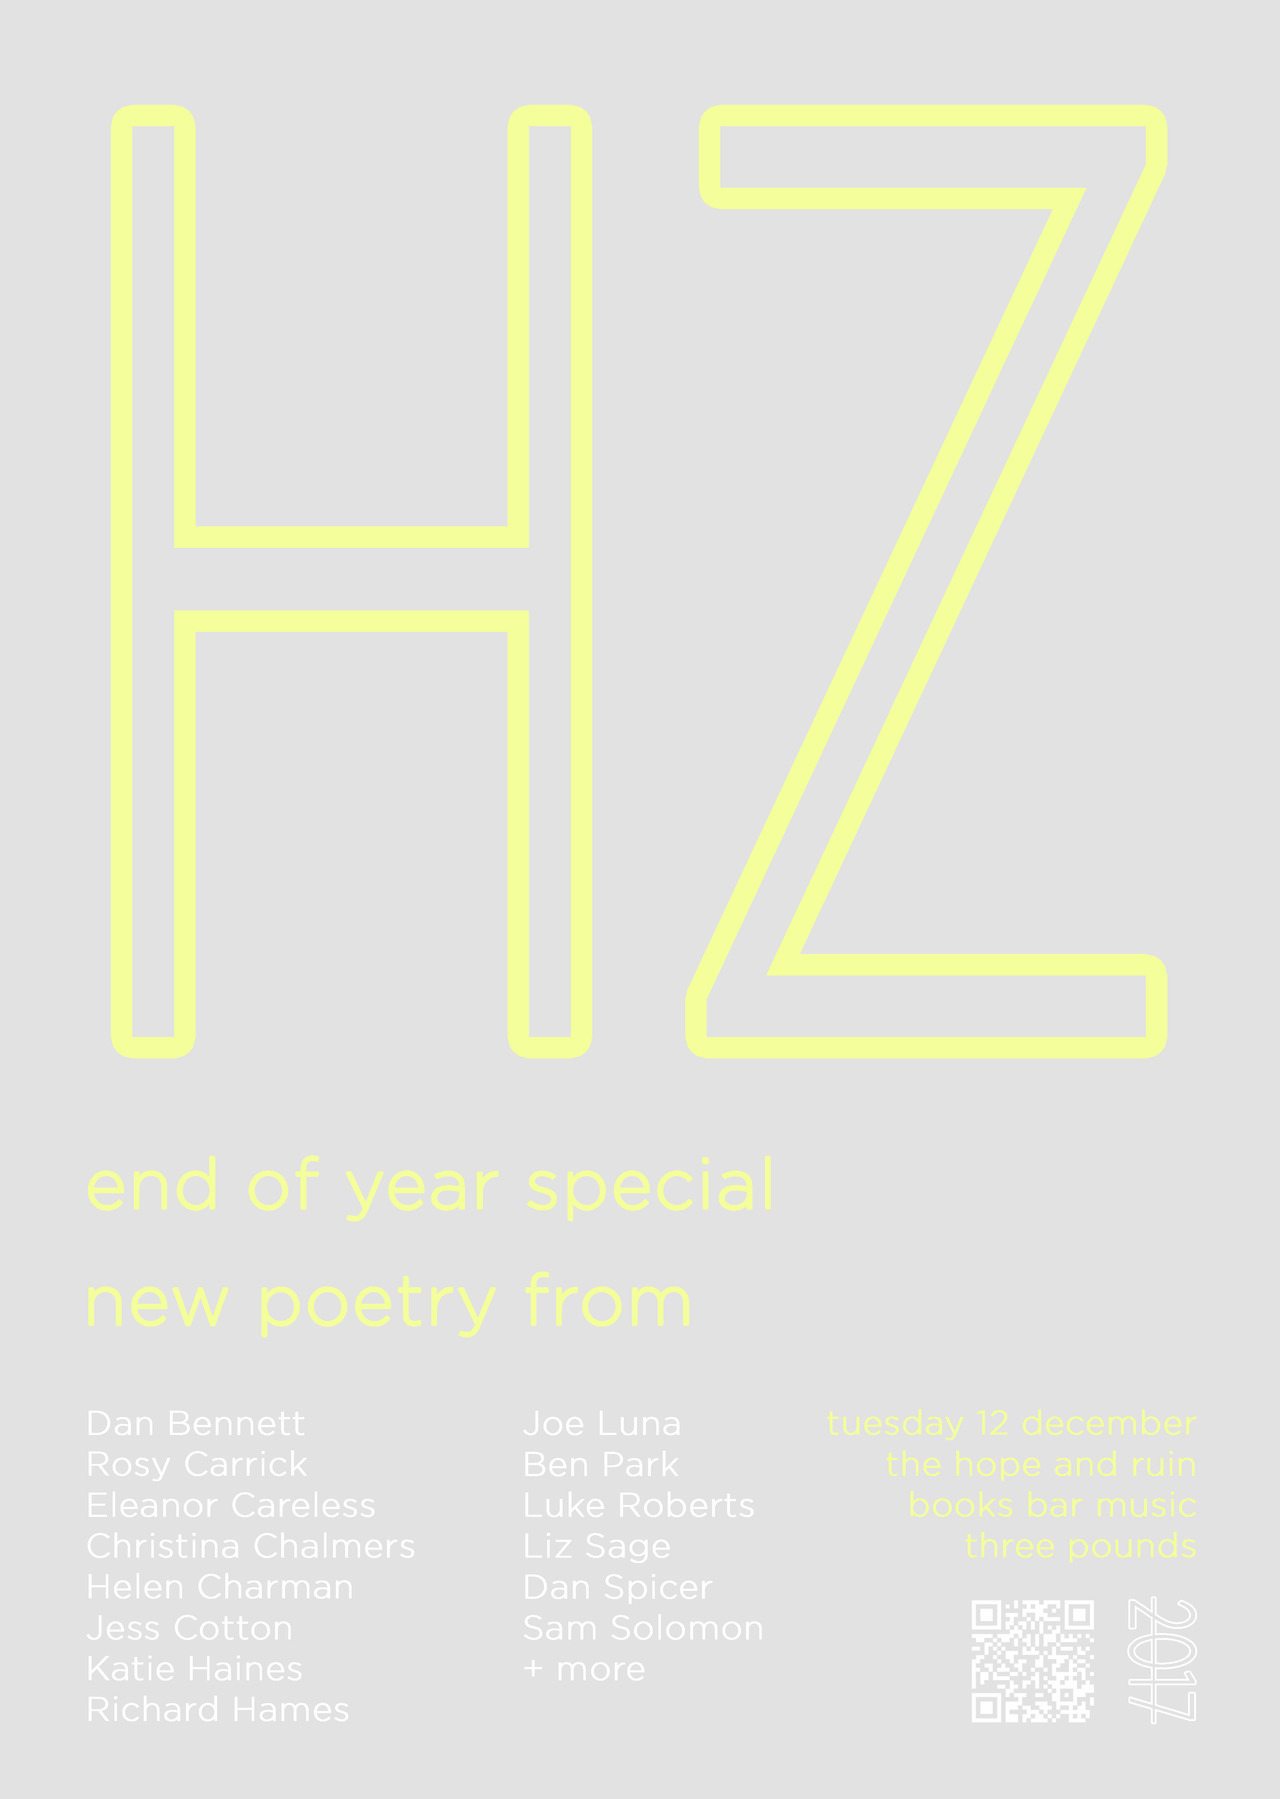 HZ
end of year special
new poetry from
Dan Bennett
Rosy Carrick
Eleanor Careless
Christina Chalmers
Helen Charman
Jess Cotton
Katie Haines
Richard Hames
Joe Luna
Ben Park
Luke Roberts
Liz Sage
Dan Spicer
Sam Solomon
+ more
tuesday 12 december
the hope and ruin
books bar music
three pounds
2017